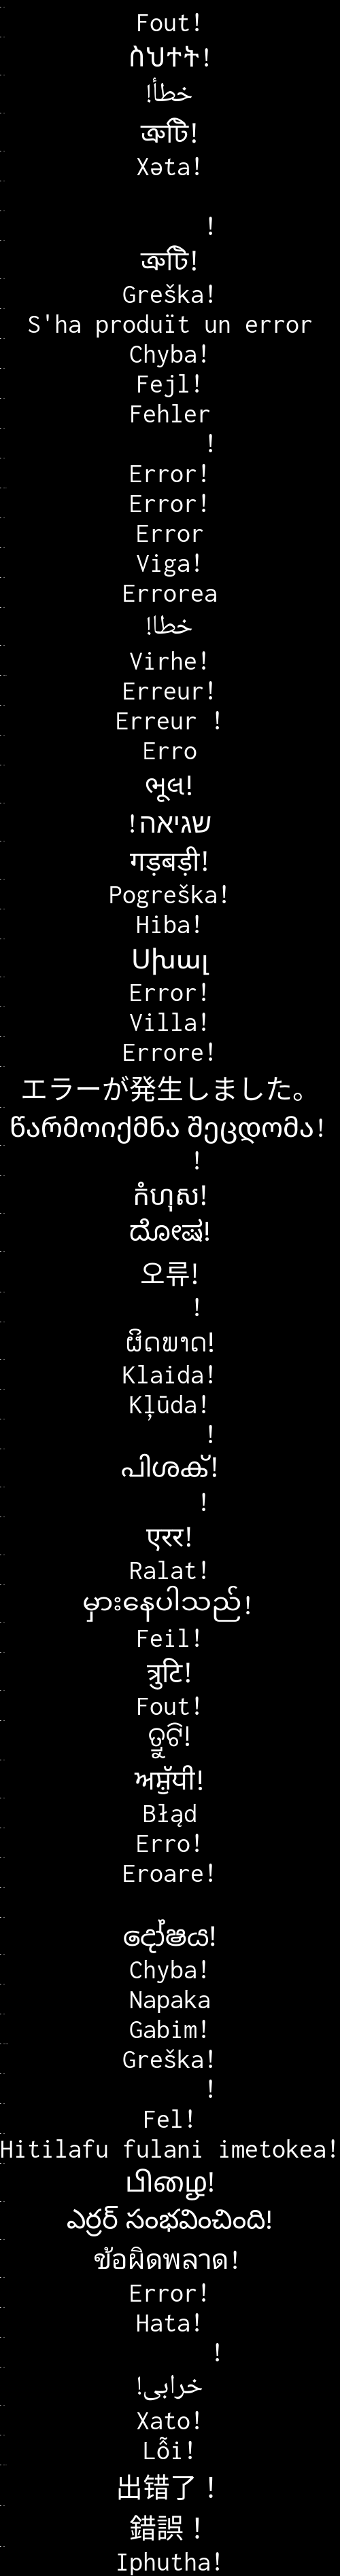 Fout!
ስህተት!
خطأ!
ত্ৰুটি!
Xəta!
!
ত্রুটি!
Greška!
S'ha produït un error
Chyba!
Fejl!
Fehler
!
Error!
Error!
Error
Viga!
Errorea
خطا!
Virhe!
Erreur!
Erreur !
Erro
ભૂલ!
שגיאה!
गड़बड़ी!
Pogreška!
Hiba!
Սխալ
Error!
Villa!
Errore!
エラーが発生しました。
წარმოიქმნა შეცდომა!
!
កំហុស!
ದೋಷ!
오류!
!
ຜິດພາດ!
Klaida!
Kļūda!
!
പിശക്!
!
एरर!
Ralat!
မှားနေပါသည်!
Feil!
त्रुटि!
Fout!
ତ୍ରୁଟି!
ਅਸ਼ੁੱਧੀ!
Błąd
Erro!
Eroare!
දෝෂය!
Chyba!
Napaka
Gabim!
Greška!
!
Fel!
Hitilafu fulani imetokea!
பிழை!
ఎర్రర్ సంభవించింది!
ข้อผิดพลาด!
Error!
Hata!
!
خرابی!
Xato!
Lỗi!
出错了！
錯誤！
Iphutha!